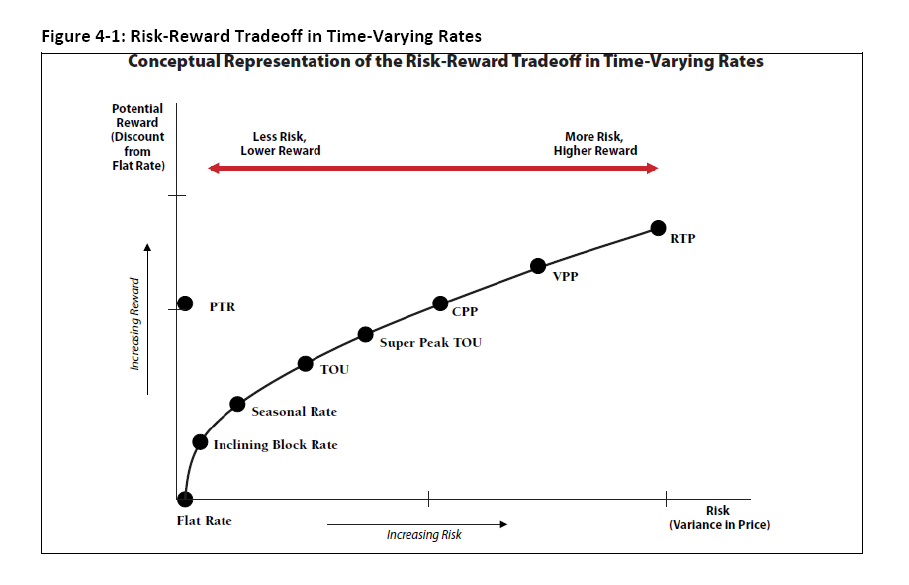 Figure 4-1: Risk-Reward Tradeoff in Time-Varying Rates
Conceptual Representation of the Risk-Reward Tradeoff in Time-Varying Rates
Potential
Reward
(Discount
from
Flat Rate)
Less Risk,
Lower Reward
More Risk,
Higher Reward
Increasing Reward
RTP
VPP
PTR
CPP
Super Peak TOU
TOU
Seasonal Rate
Inclining Block Rate
Flat Rate
Increasing Risk
Risk
(Variance in Price)